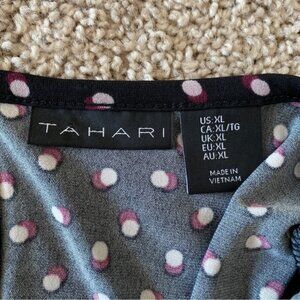 TAHARI
US:XL
CA:XL/TG
UK:XL
EU:XL
AU:XL
MADE IN
VIETNAM